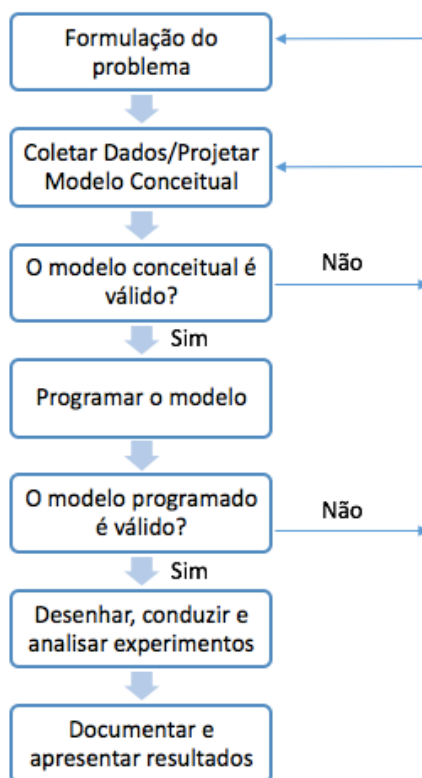 Formulação do
problema
Coletar Dados/Projetar
Modelo Conceitual
O modelo conceitual é
válido?
Não
Sim
Programar o modelo
O modelo programado
é válido?
Não
Sim
Desenhar, conduzir e
analisar experimentos
Documentar e
apresentar resultados